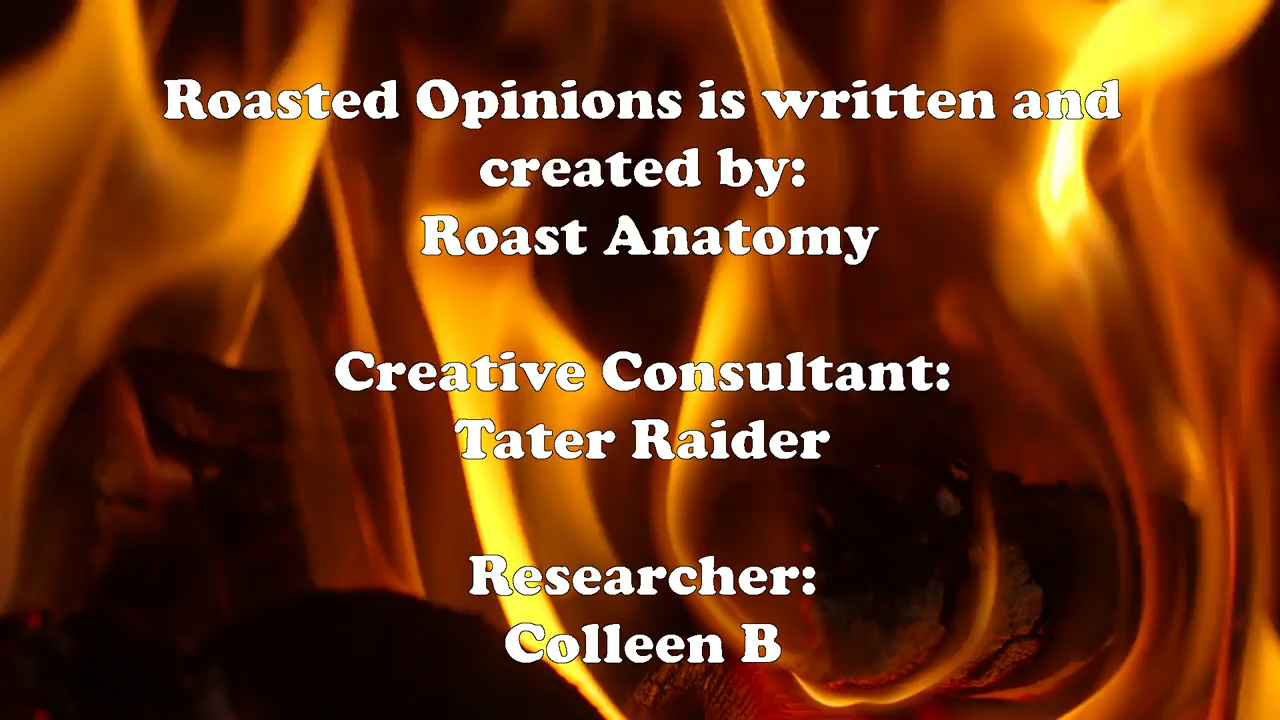 Roasted Opinions is written and
created by:
Roast Anatomy
Creative Consultant:
Tater Raider
Researcher:
Colleen B